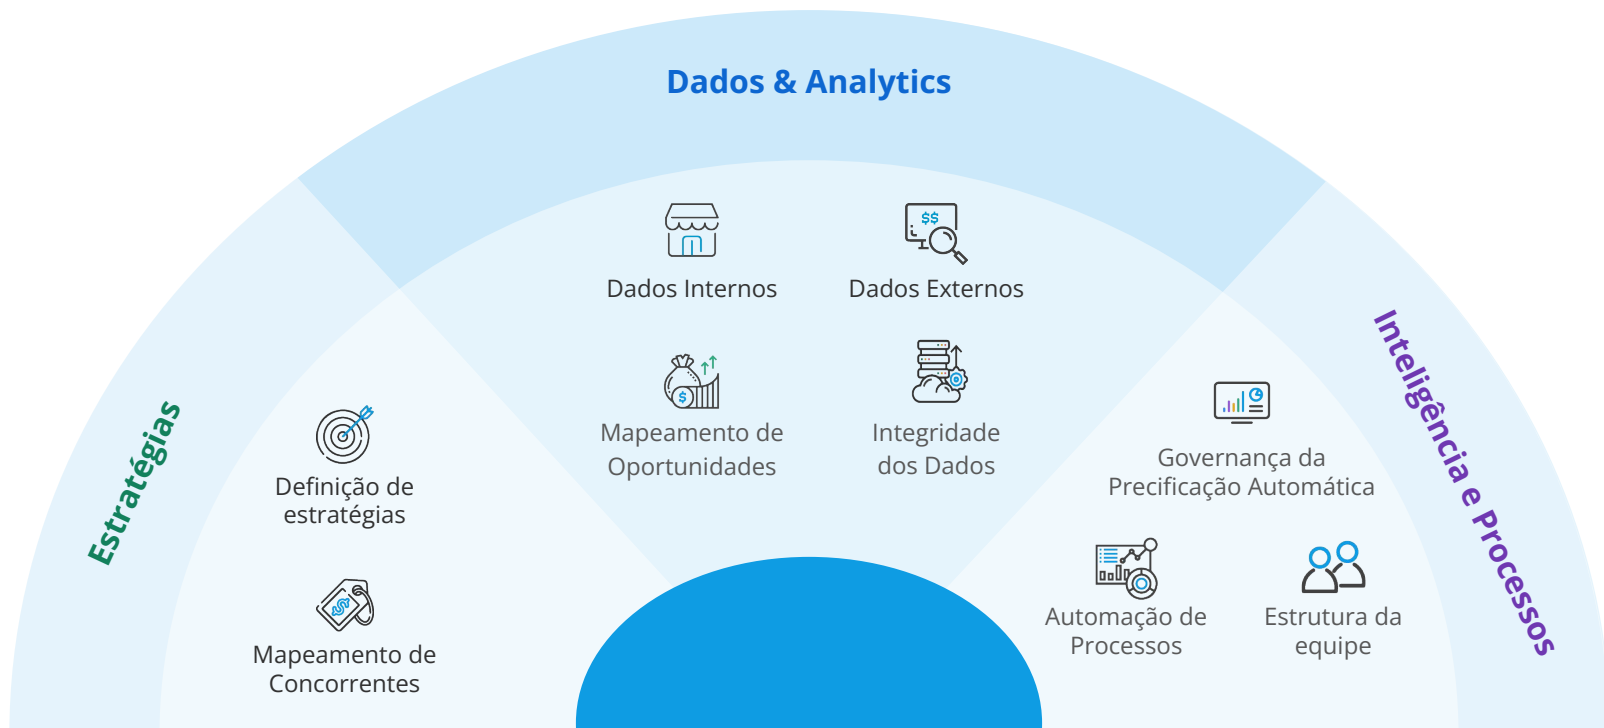 Dados & Analytics
Dados Internos
Dados Externos
Mapeamento de
Oportunidades
Integridade
dos Dados
Estratégias
Definição de
estratégias
Mapeamento de
Concorrentes
Inteligência e Processos
Governança da
Precificação Automática
Automação de
Processos
Estrutura da
equipe